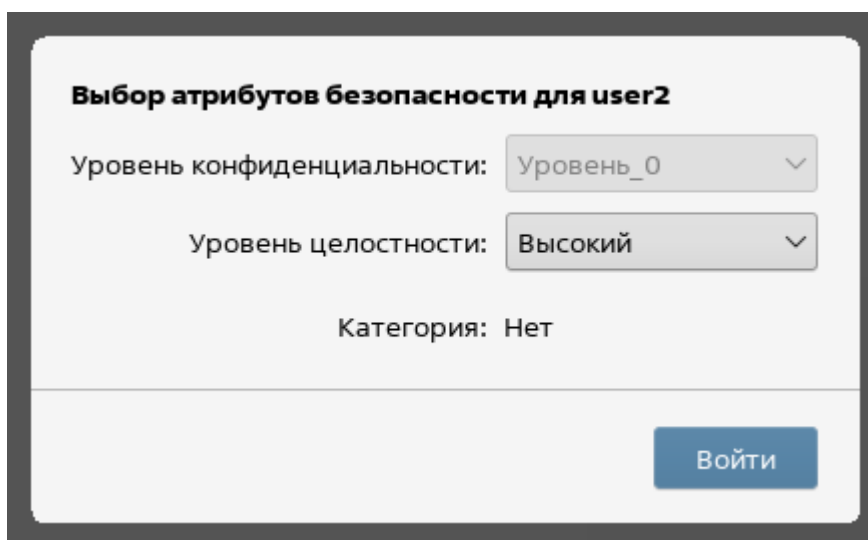 Выбор атрибутов безопасности для user2
Уровень конфиденциальности: Уровень_0
Уровень целостности: Высокий
Категория: Нет
Войти